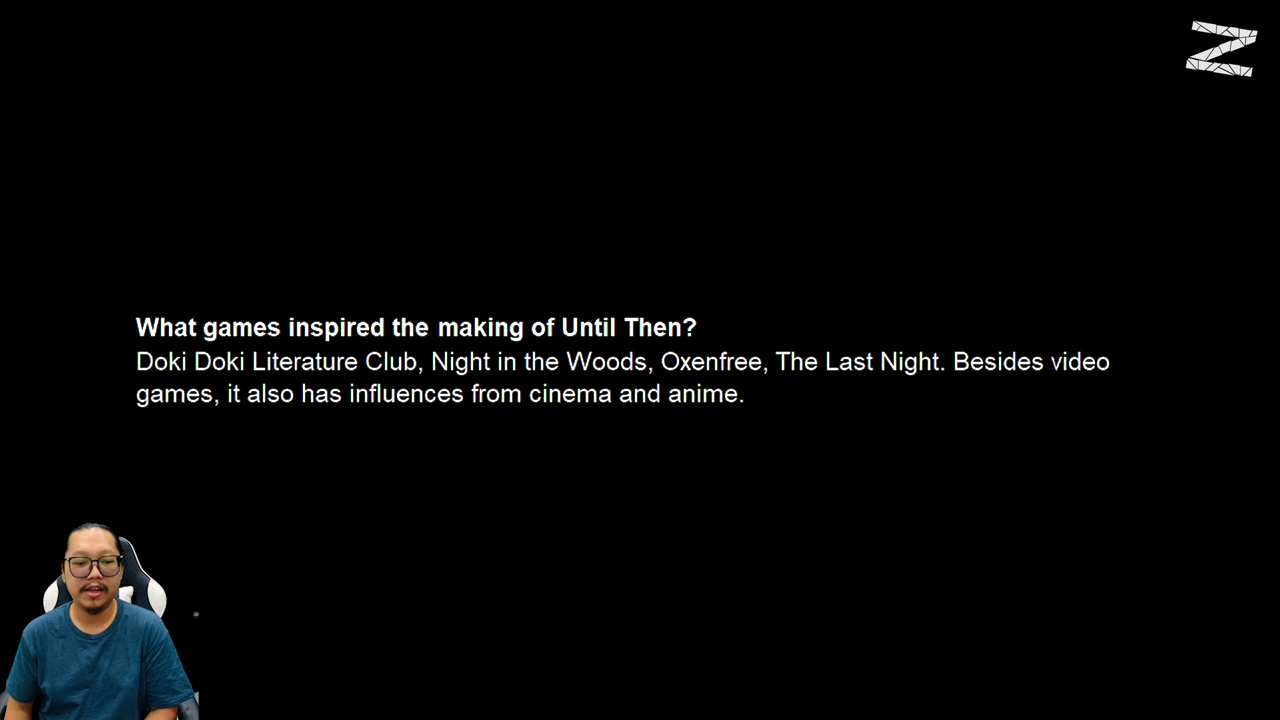 Z
What games inspired the making of Until Then?
Doki Doki Literature Club, Night in the Woods, Oxenfree, The Last Night. Besides video
games, it also has influences from cinema and anime.